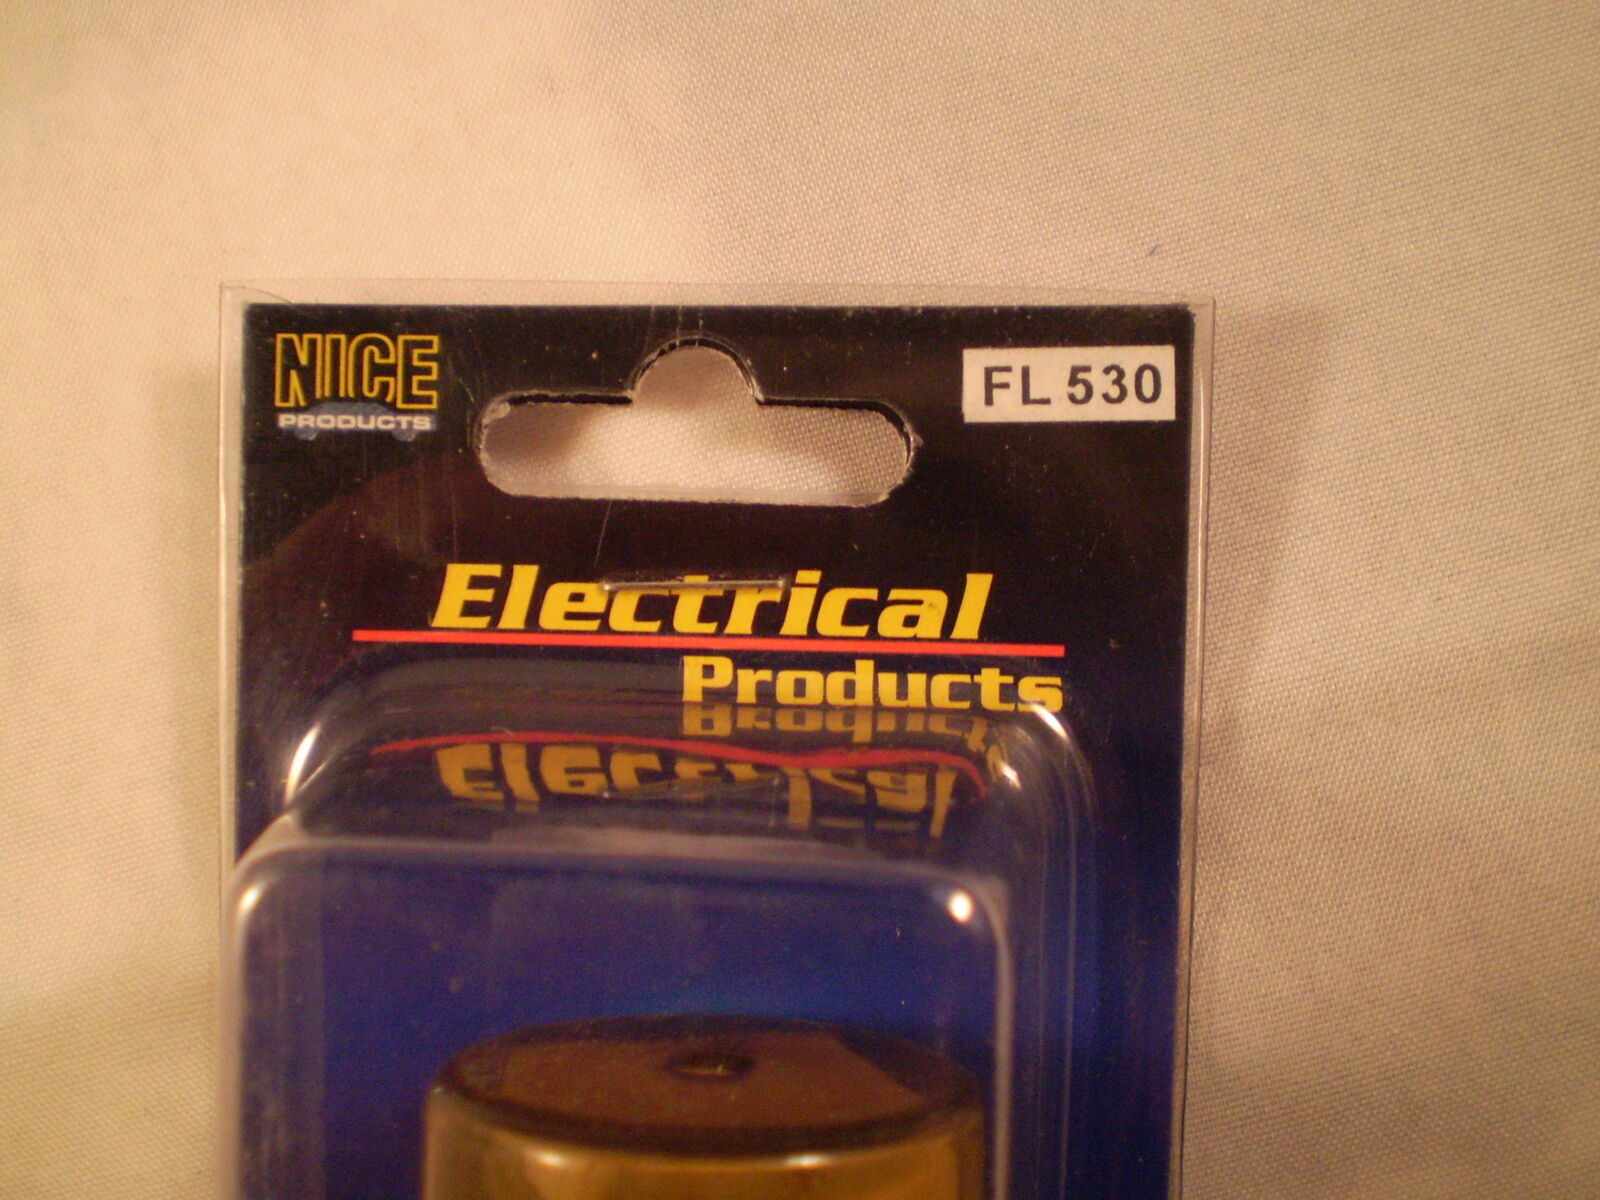 NICE
PRODUCTS
FL 530
Electrical
Products